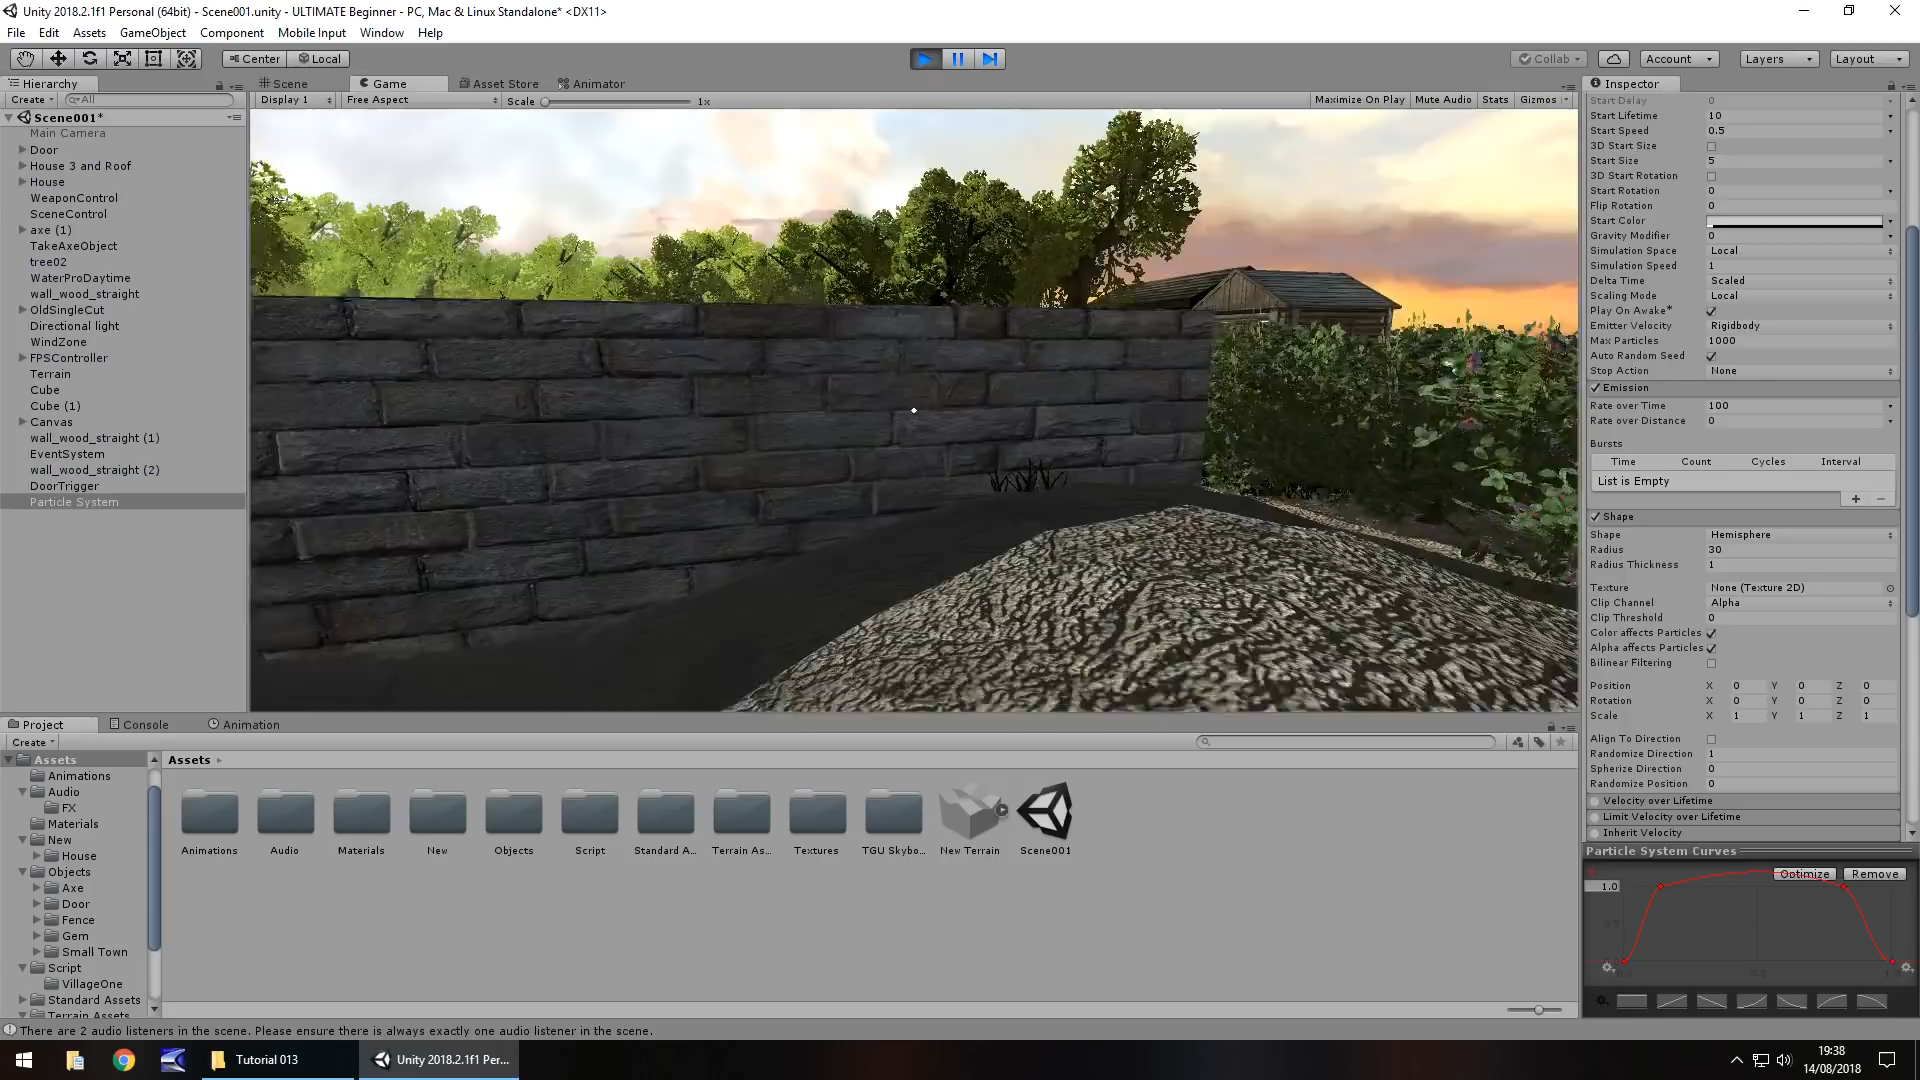 Unity 2018.2.1f1 Personal (64bit) - Scene001.unity - ULTIMATE Beginner - PC, Mac & Linux Standalone* <DX11>
File Edit Assets GameObject Component Mobile Input Window Help
Center Local Collab Account Layers Layout
Hierarchy
Create All
Scene001*
Main Camera
Door
House 3 and Roof
House
WeaponControl
SceneControl
axe (1)
TakeAxeObject
tree02
WaterProDaytime
wall_wood_straight
OldSingleCut
Directional light
WindZone
FPSController
Terrain
Cube
Cube (1)
Canvas
wall_wood_straight (1)
EventSystem
wall_wood_straight (2)
DoorTrigger
Particle System
Scene Game Asset Store Animator
Display 1 Free Aspect Scale 1x Maximize On Play Mute Audio Stats Gizmos
Inspector
Start Delay 0
Start Lifetime 10
Start Speed 0.5
3D Start Size
Start Size 5
3D Start Rotation
Start Rotation 0
Flip Rotation 0
Start Color
Gravity Modifier 0
Simulation Space Local
Simulation Speed 1
Delta Time Scaled
Scaling Mode Local
Play On Awake*
Emitter Velocity Rigidbody
Max Particles 1000
Auto Random Seed
Stop Action None
Emission
Rate over Time 100
Rate over Distance 0
Bursts
Time Count Cycles Interval
List is Empty
Shape
Shape Hemisphere
Radius 30
Radius Thickness 1
Texture None (Texture 2D)
Clip Channel Alpha
Clip Threshold 0
Color affects Particles
Alpha affects Particles
Bilinear Filtering
Position X 0 Y 0 Z 0
Rotation X 0 Y 0 Z 0
Scale X 1 Y 1 Z 1
Align To Direction
Randomize Direction 1
Spherize Direction 0
Randomize Position 0
Velocity over Lifetime
Limit Velocity over Lifetime
Inherit Velocity
Particle System Curves
Optimize Remove
1.0
0.5
0.0 0.5 1.0
Project Console Animation
Create
Assets
Animations
Audio
FX
Materials
New
House
Objects
Axe
Door
Fence
Gem
Small Town
Script
VillageOne
Standard Assets
Terrain Assets
Assets
Animations Audio Materials New Objects Script Standard A... Terrain As... Textures TGU Skybo... New Terrain Scene001
There are 2 audio listeners in the scene. Please ensure there is always exactly one audio listener in the scene.
Tutorial 013
Unity 2018.2.1f1 Per...
19:38
14/08/2018